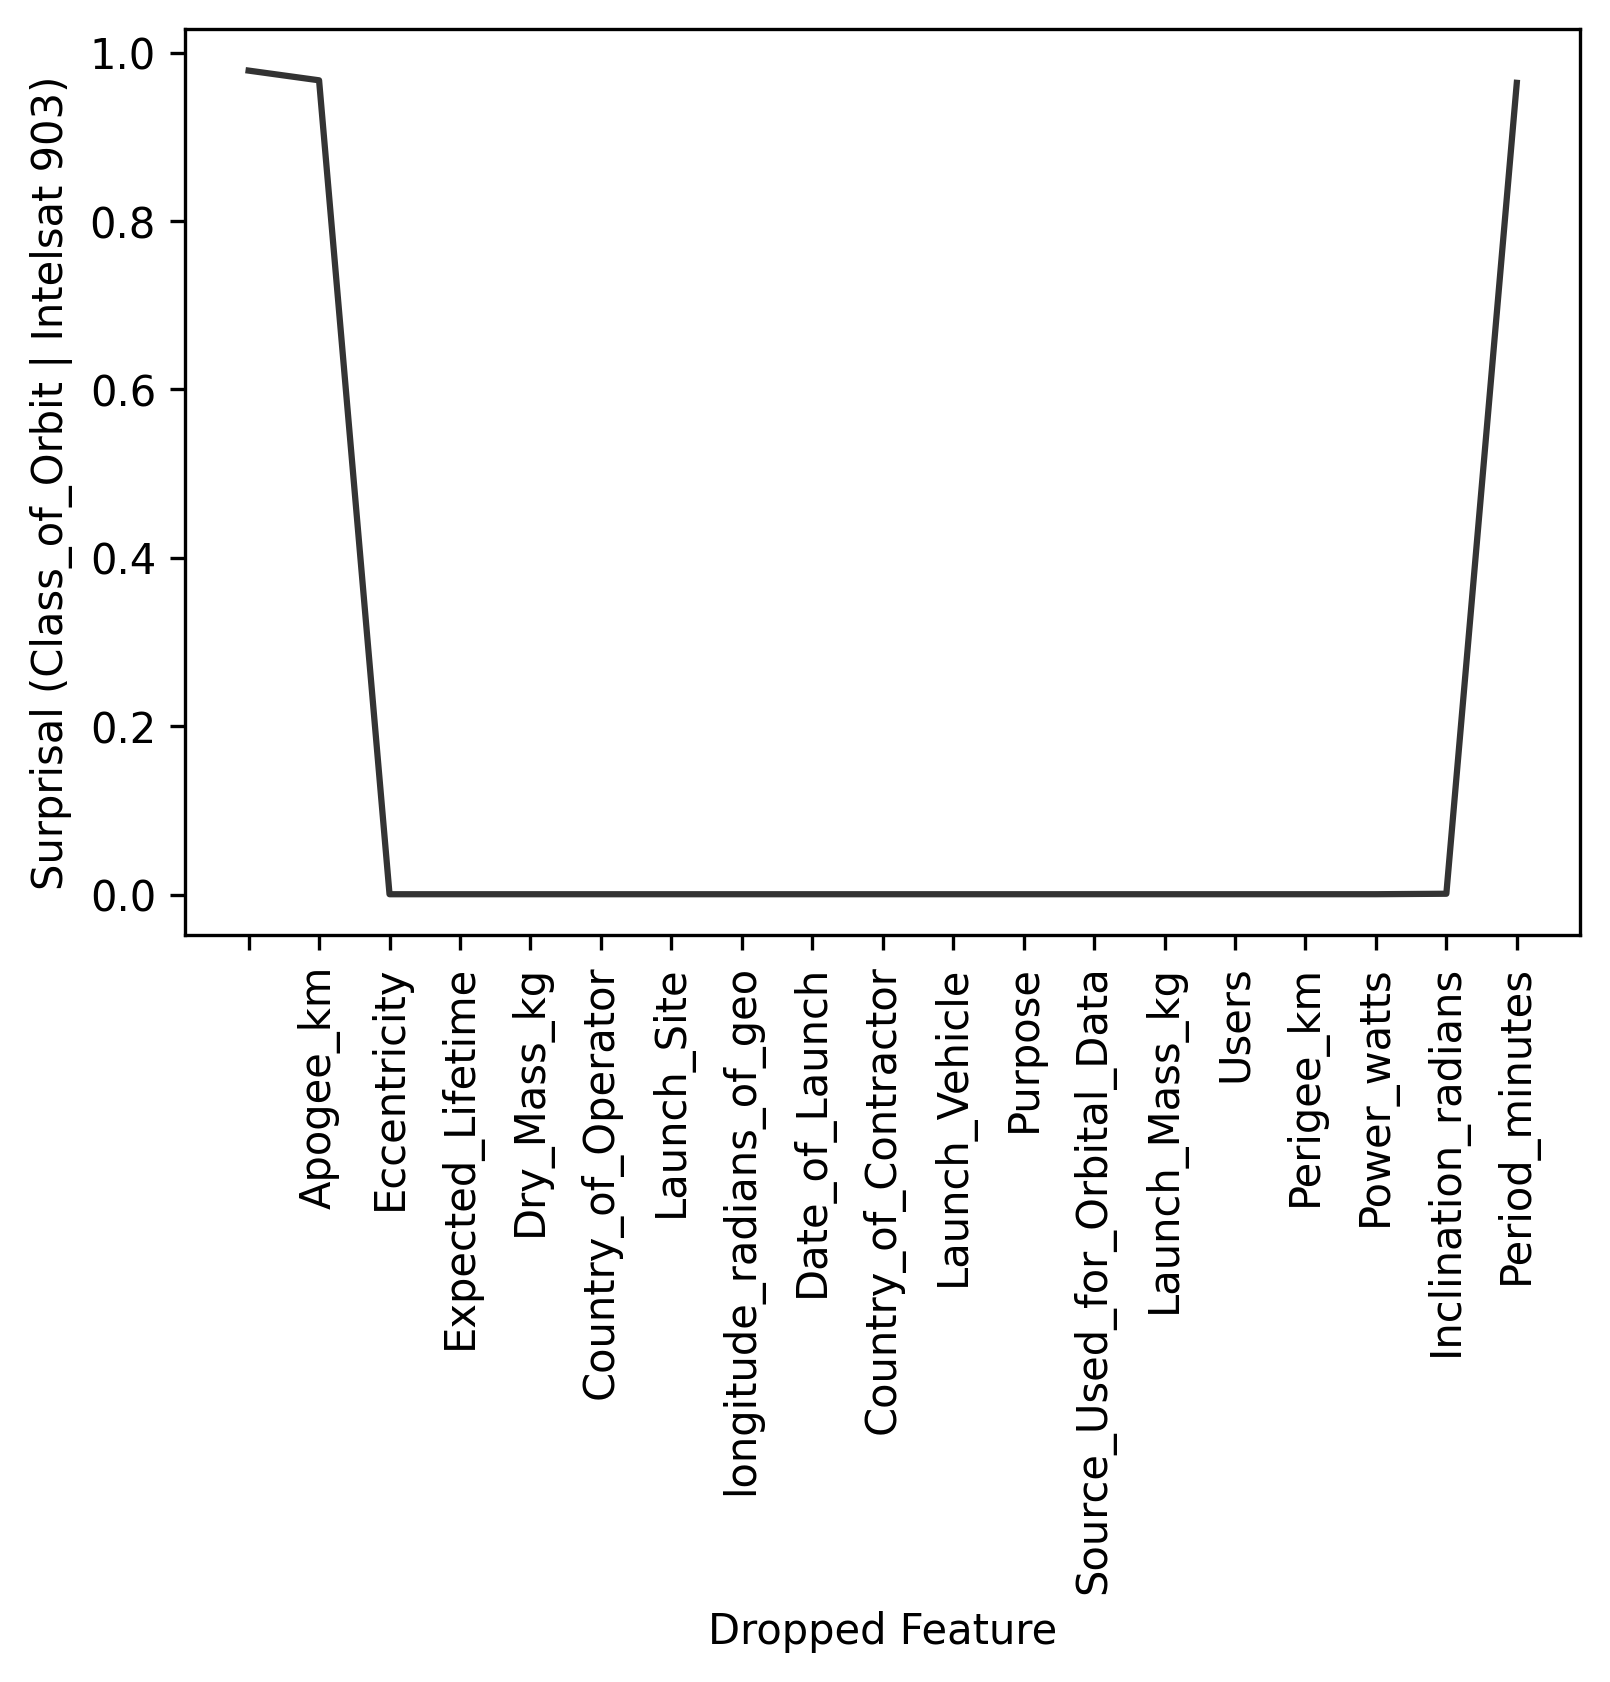 Surprisal (Class_of_Orbit | Intelsat 903)
1.0
0.8
0.6
0.4
0.2
0.0
Apogee_km
Eccentricity
Expected_Lifetime
Dry_Mass_kg
Country_of_Operator
Launch_Site
longitude_radians_of_geo
Date_of_Launch
Country_of_Contractor
Launch_Vehicle
Purpose
Source_Used_for_Orbital_Data
Launch_Mass_kg
Users
Perigee_km
Power_watts
Inclination_radians
Period_minutes
Dropped Feature